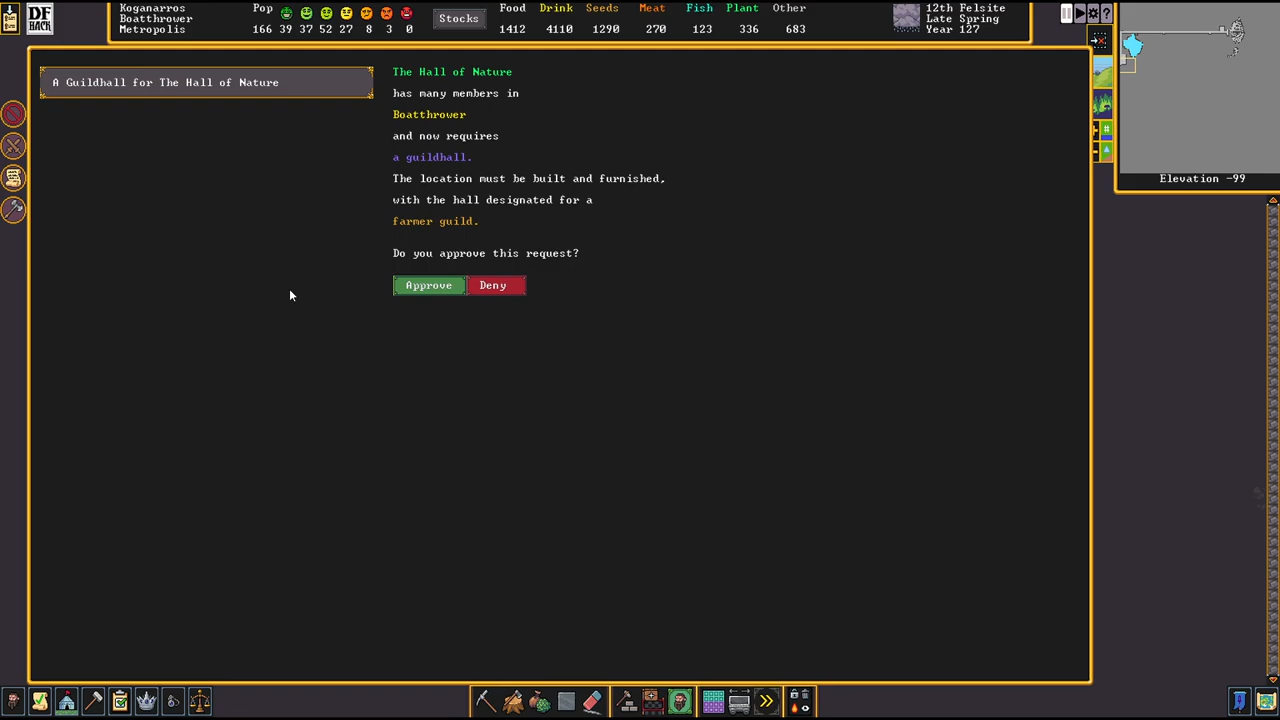 DF
HACK
Koganarros
Boatthrower
Metropolis
Pop
166 39 37 52 27 8 3 0
Stocks
Food Drink Seeds Meat Fish Plant Other
1412 4110 1290 270 123 336 683
12th Felsite
Late Spring
Year 127
?
Elevation -99
A Guildhall for The Hall of Nature
The Hall of Nature
has many members in
Boatthrower
and now requires
a guildhall.
The location must be built and furnished,
with the hall designated for a
farmer guild.
Do you approve this request?
Approve Deny